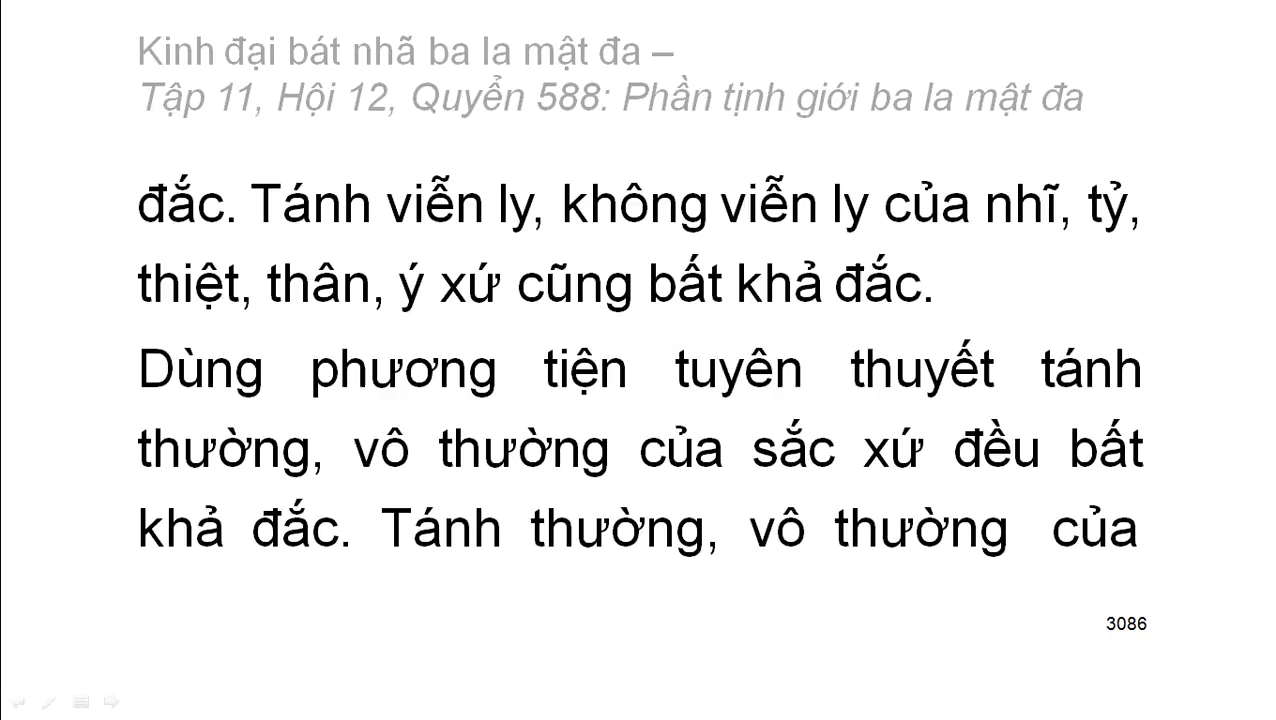 Kinh đại bát nhã ba la mật đa –
Tập 11, Hội 12, Quyển 588: Phần tịnh giới ba la mật đa
đắc. Tánh viễn ly, không viễn ly của nhĩ, tỷ,
thiệt, thân, ý xứ cũng bất khả đắc.
Dùng phương tiện tuyên thuyết tánh
thường, vô thường của sắc xứ đều bất
khả đắc. Tánh thường, vô thường của
3086